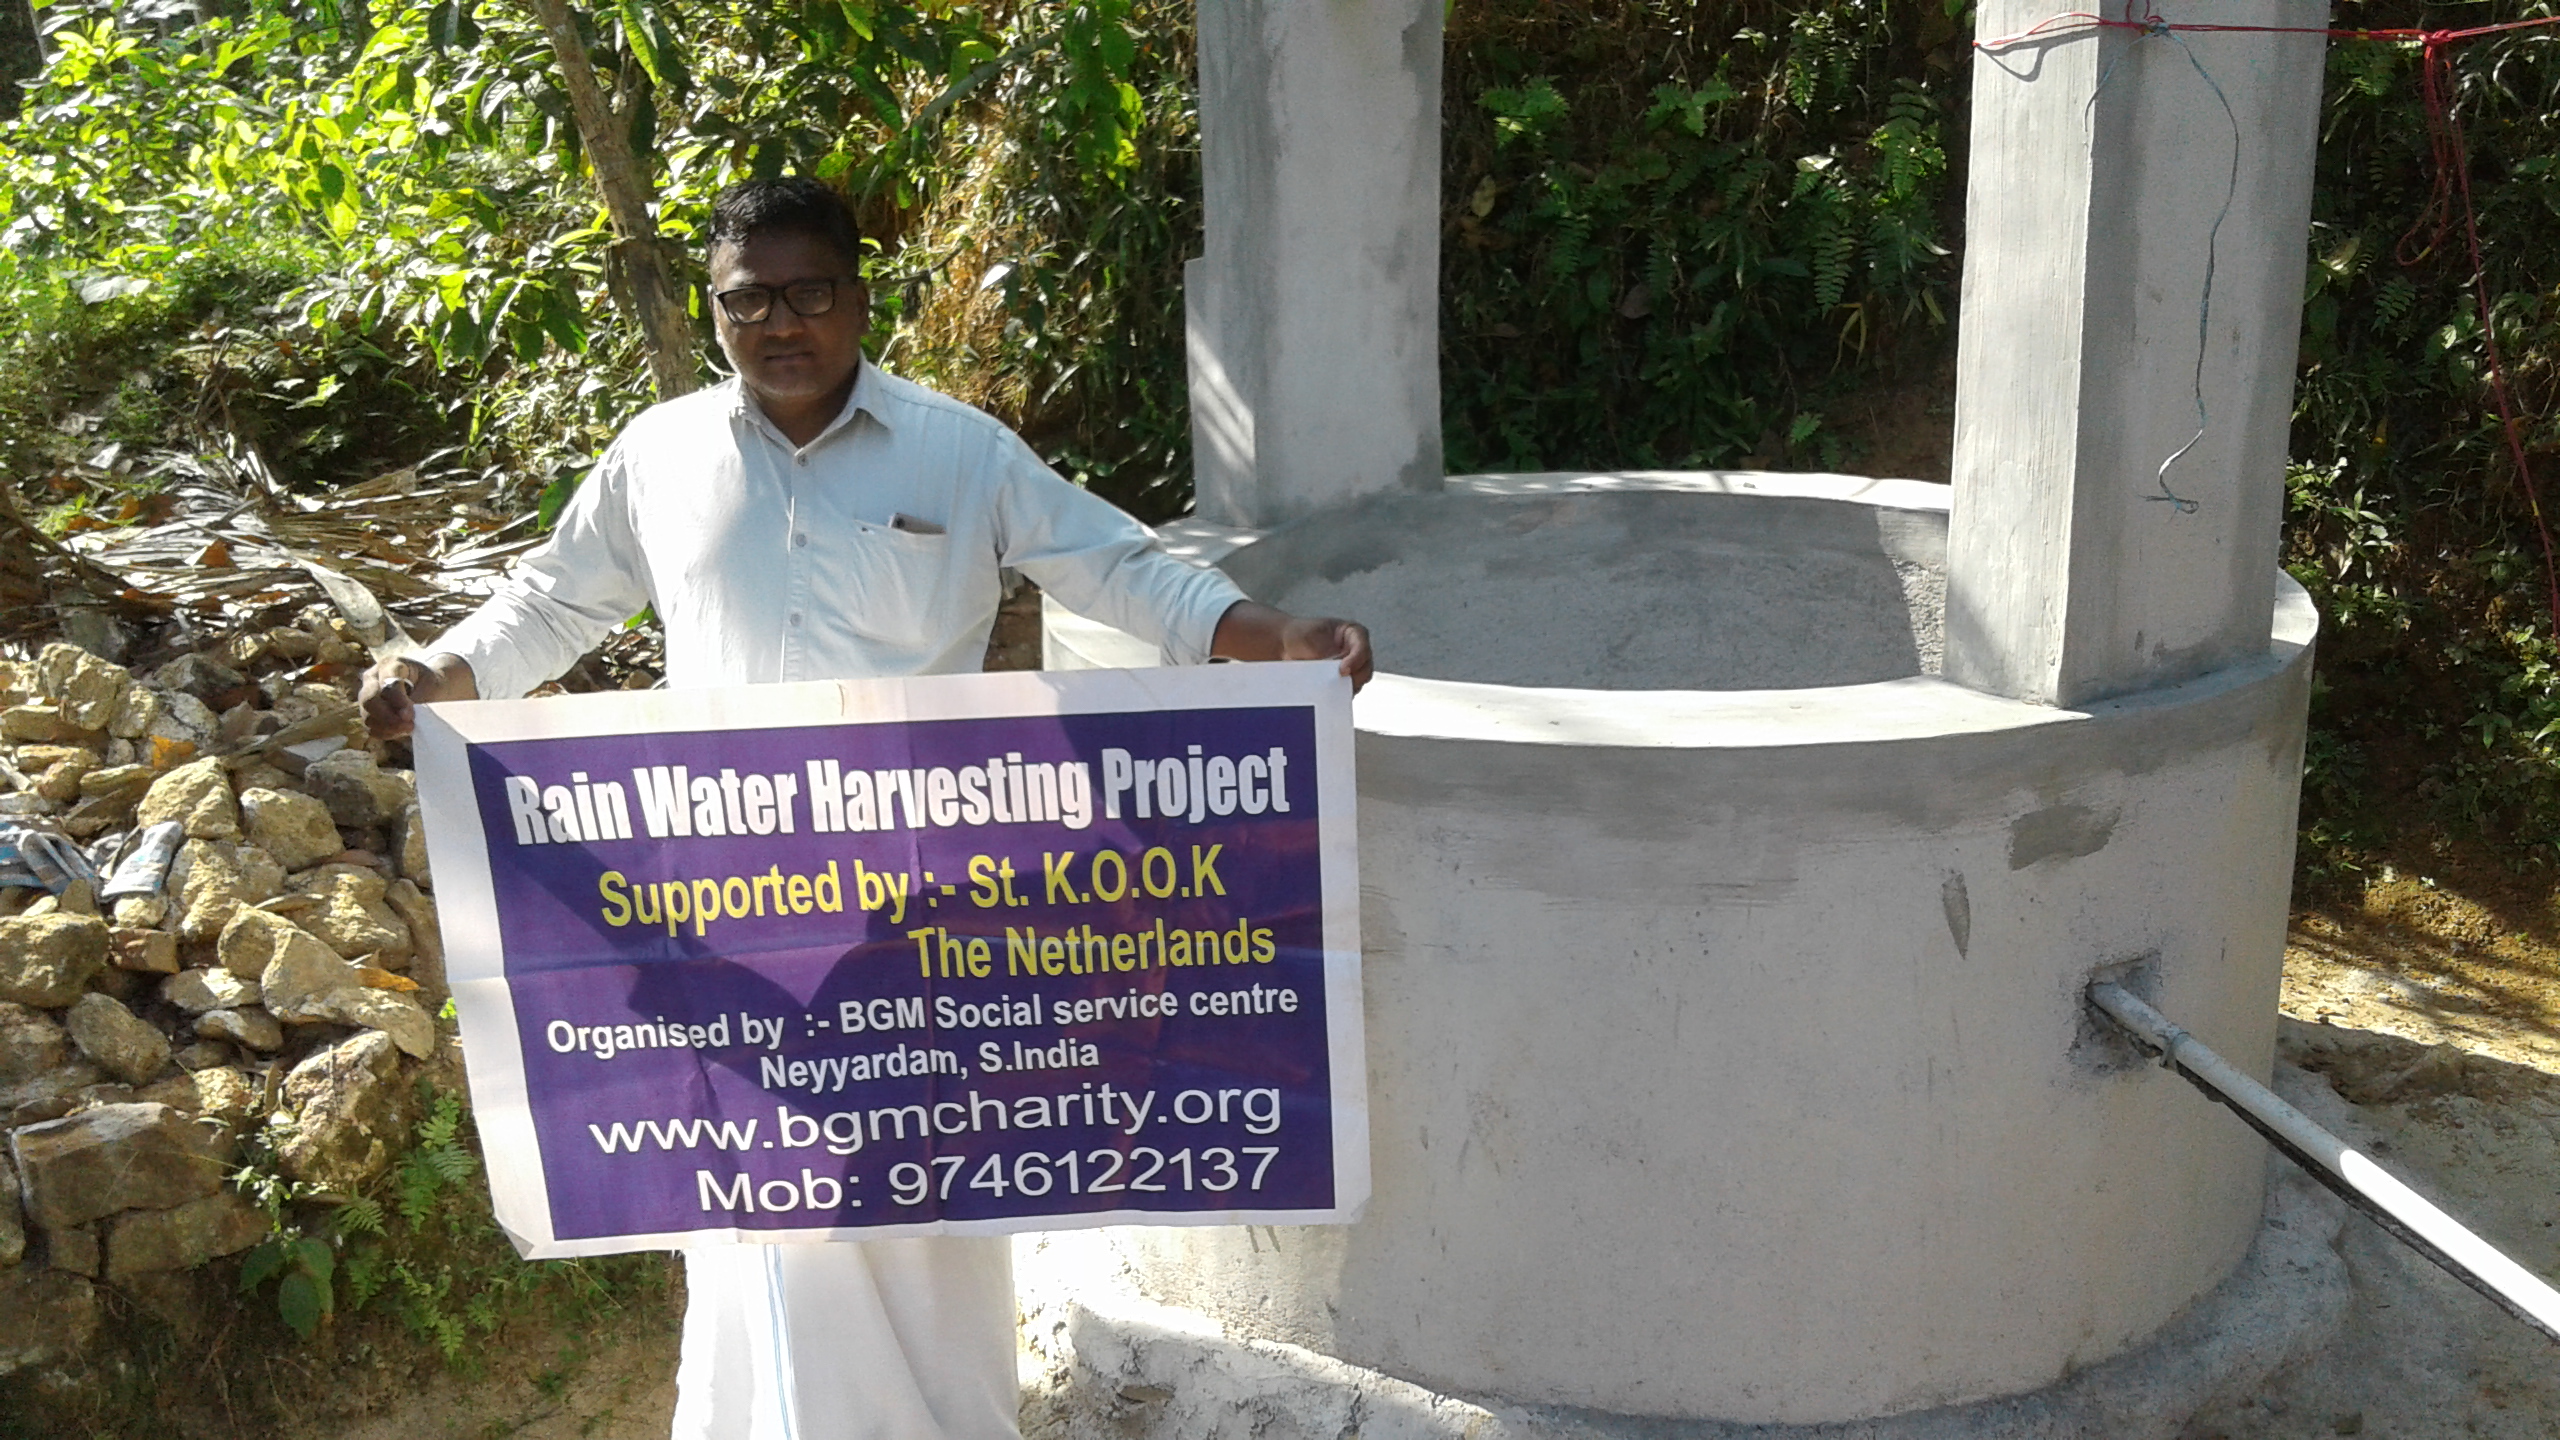 Rain Water Harvesting Project
Supported by :- St. K.O.O.K
The Netherlands
Organised by :- BGM Social service centre
Neyyardam, S.India
www.bgmcharity.org
Mob: 9746122137